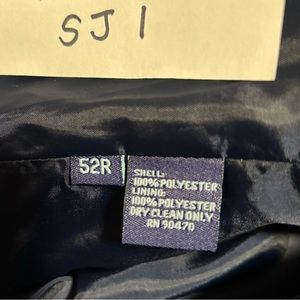 SJ 1
52R
SHELL:
100% POLYESTER
LINING:
100% POLYESTER
DRY CLEAN ONLY
RN 90470